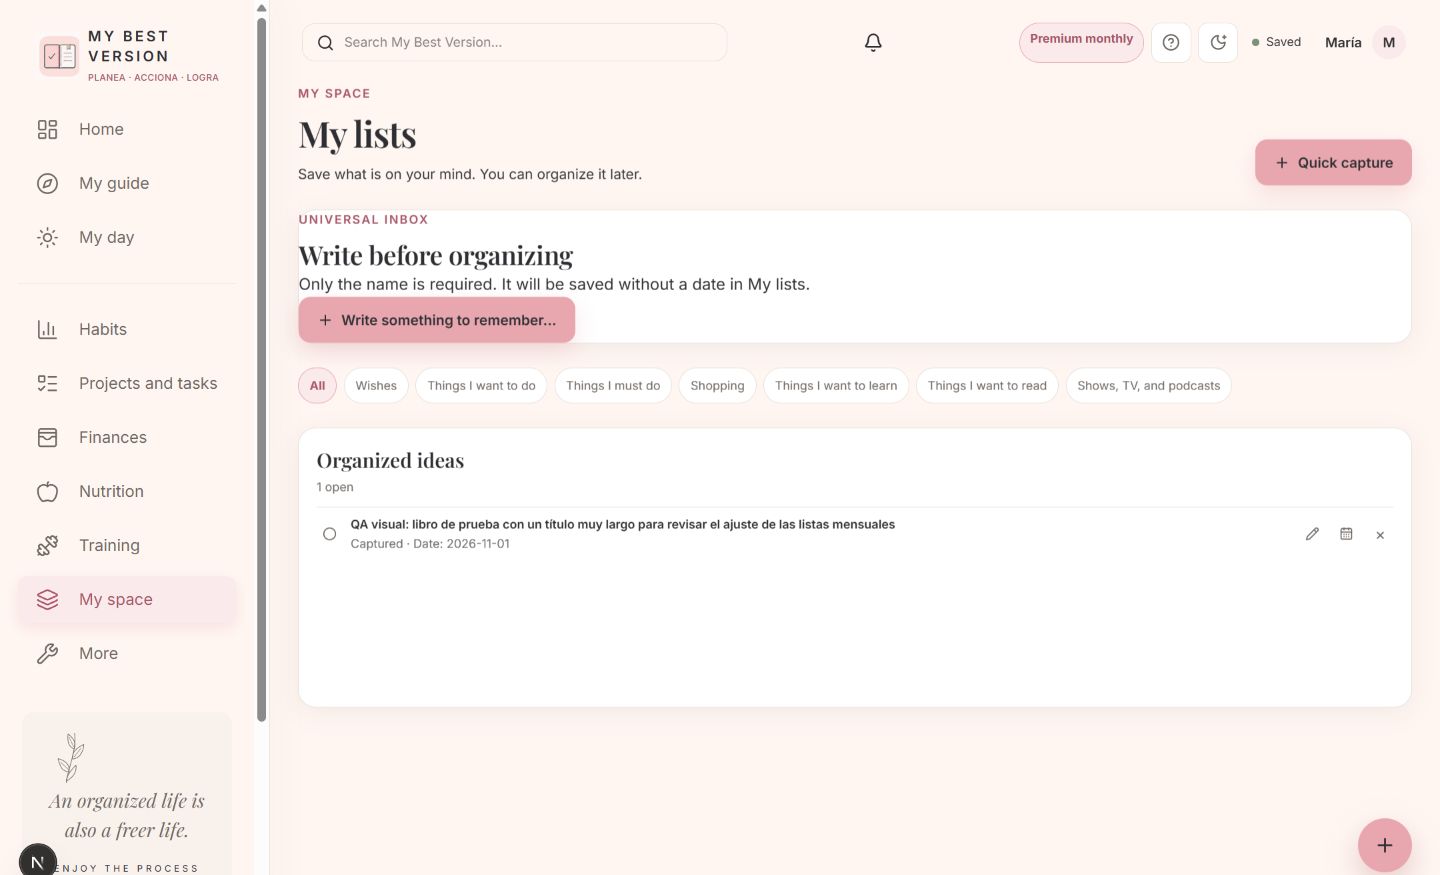 MY BEST
VERSION
PLANEA · ACCIONA · LOGRA
Home
My guide
My day
Habits
Projects and tasks
Finances
Nutrition
Training
My space
More
An organized life is
also a freer life.
ENJOY THE PROCESS
N
Search My Best Version...
Premium monthly
Saved
María
M
MY SPACE
My lists
Save what is on your mind. You can organize it later.
+ Quick capture
UNIVERSAL INBOX
Write before organizing
Only the name is required. It will be saved without a date in My lists.
+ Write something to remember...
All
Wishes
Things I want to do
Things I must do
Shopping
Things I want to learn
Things I want to read
Shows, TV, and podcasts
Organized ideas
1 open
QA visual: libro de prueba con un título muy largo para revisar el ajuste de las listas mensuales
Captured · Date: 2026-11-01
×
+